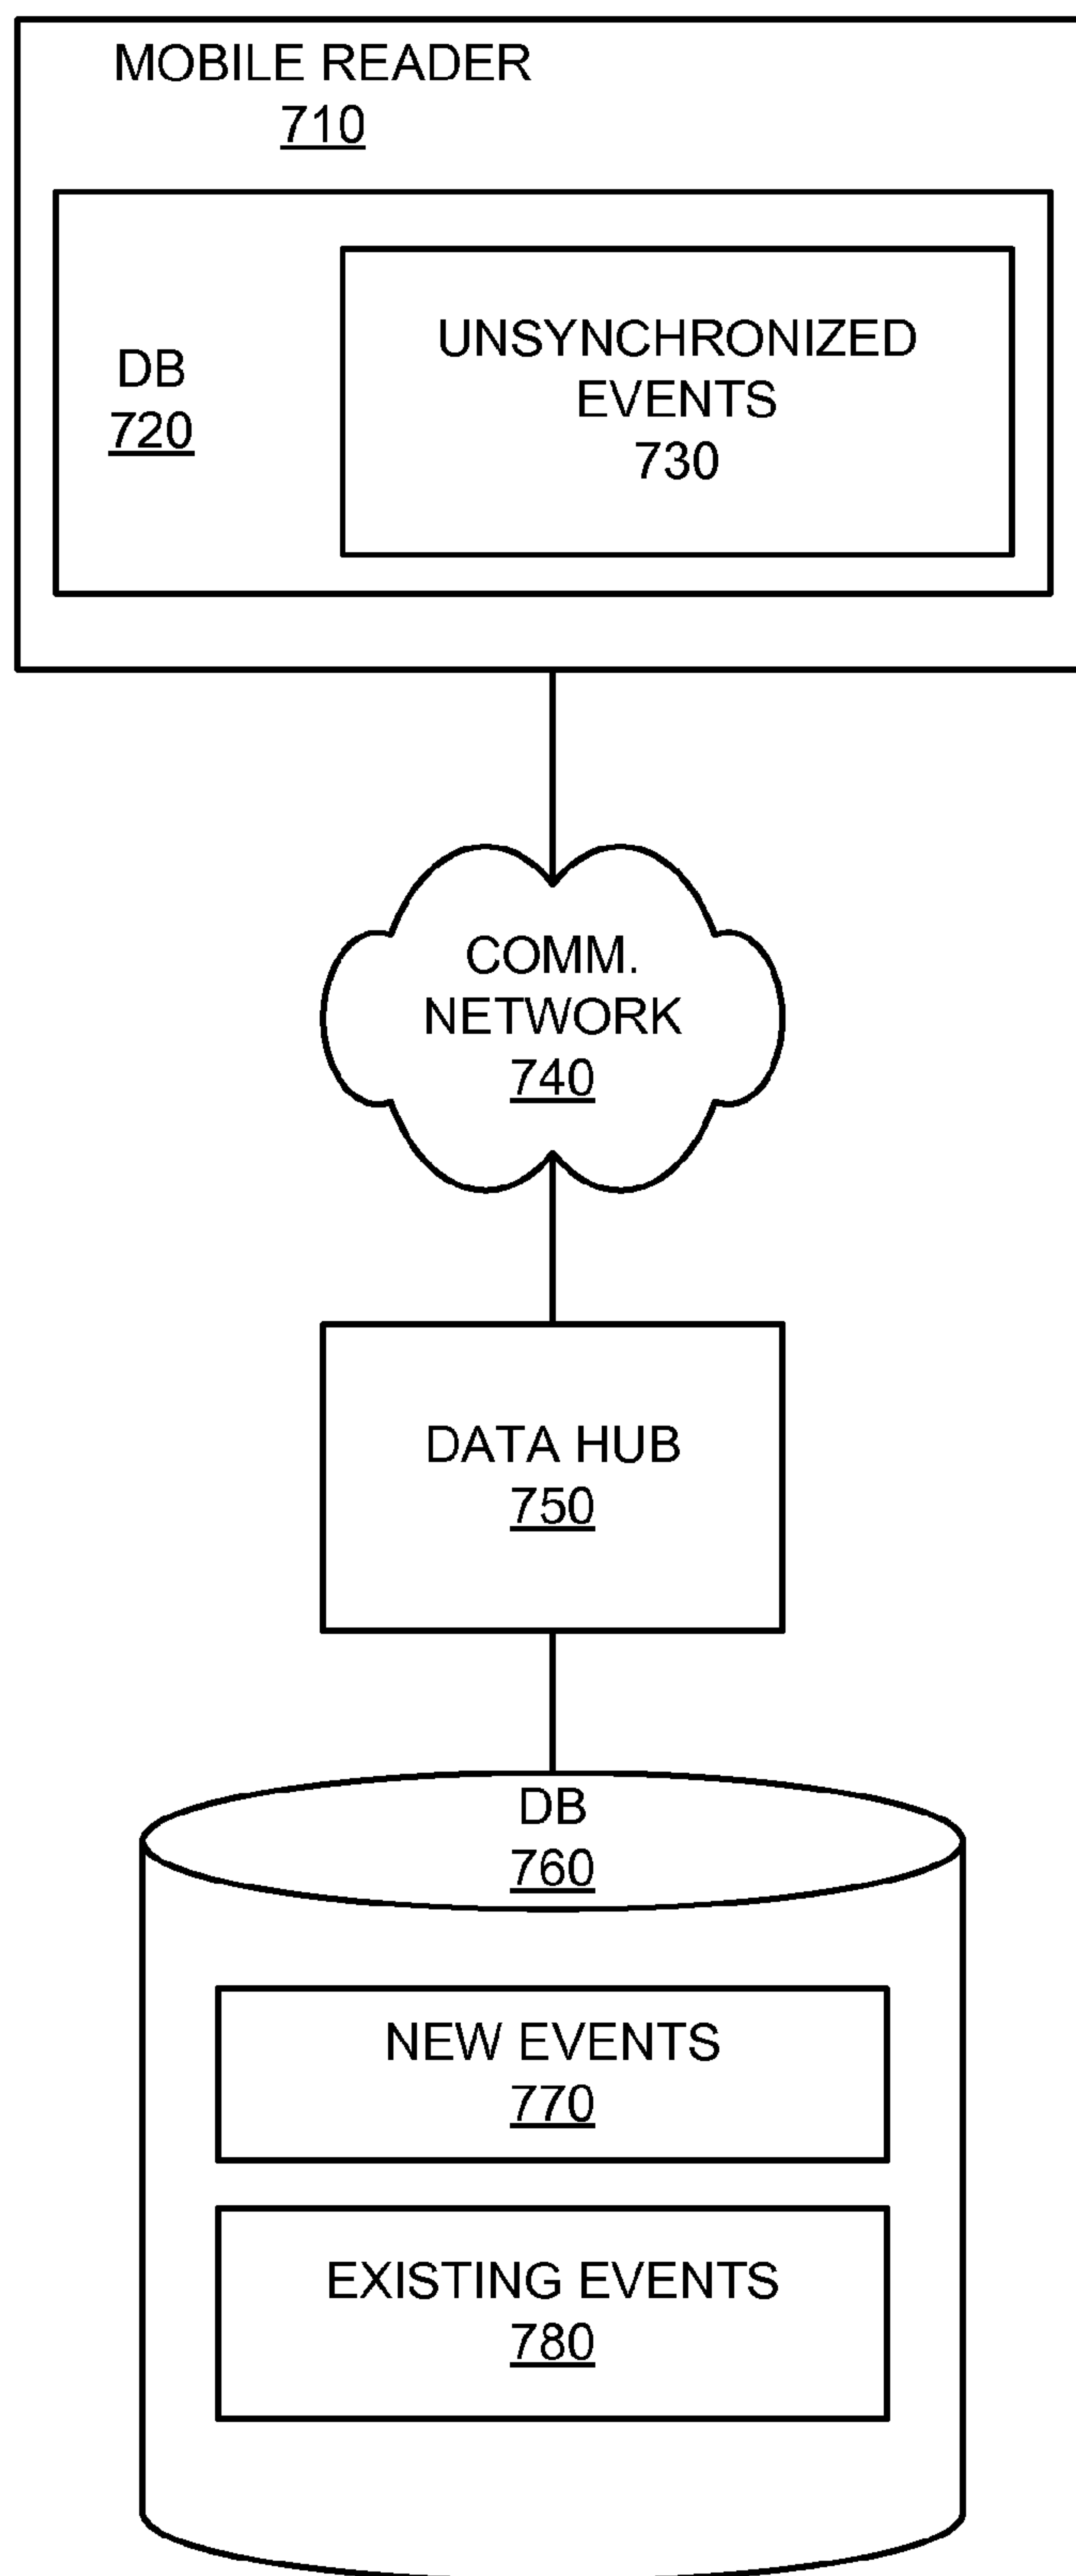 MOBILE READER
710
DB
720
UNSYNCHRONIZED
EVENTS
730
COMM.
NETWORK
740
DATA HUB
750
DB
760
NEW EVENTS
770
EXISTING EVENTS
780